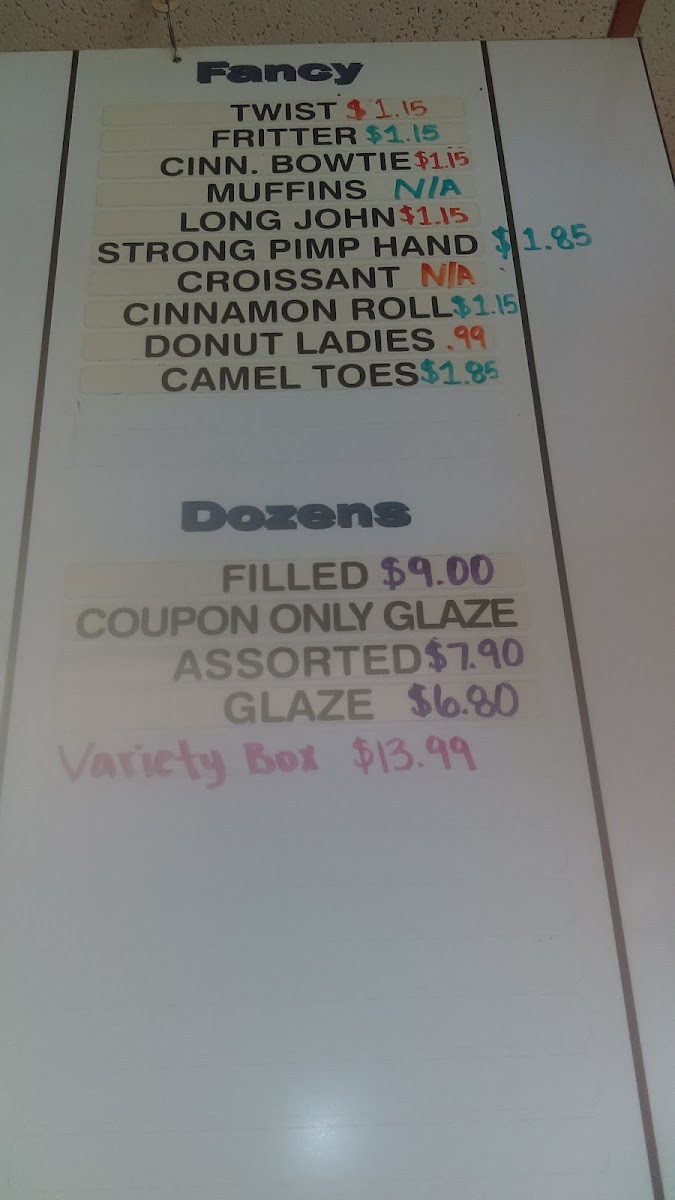 Fancy
TWIST $1.15
FRITTER $1.15
CINN. BOWTIE $1.15
MUFFINS N/A
LONG JOHN $1.15
STRONG PIMP HAND $1.85
CROISSANT N/A
CINNAMON ROLL $1.15
DONUT LADIES .99
CAMEL TOES $1.85
Dozens
FILLED $9.00
COUPON ONLY GLAZE
ASSORTED $7.90
GLAZE $6.80
Variety Box $13.99